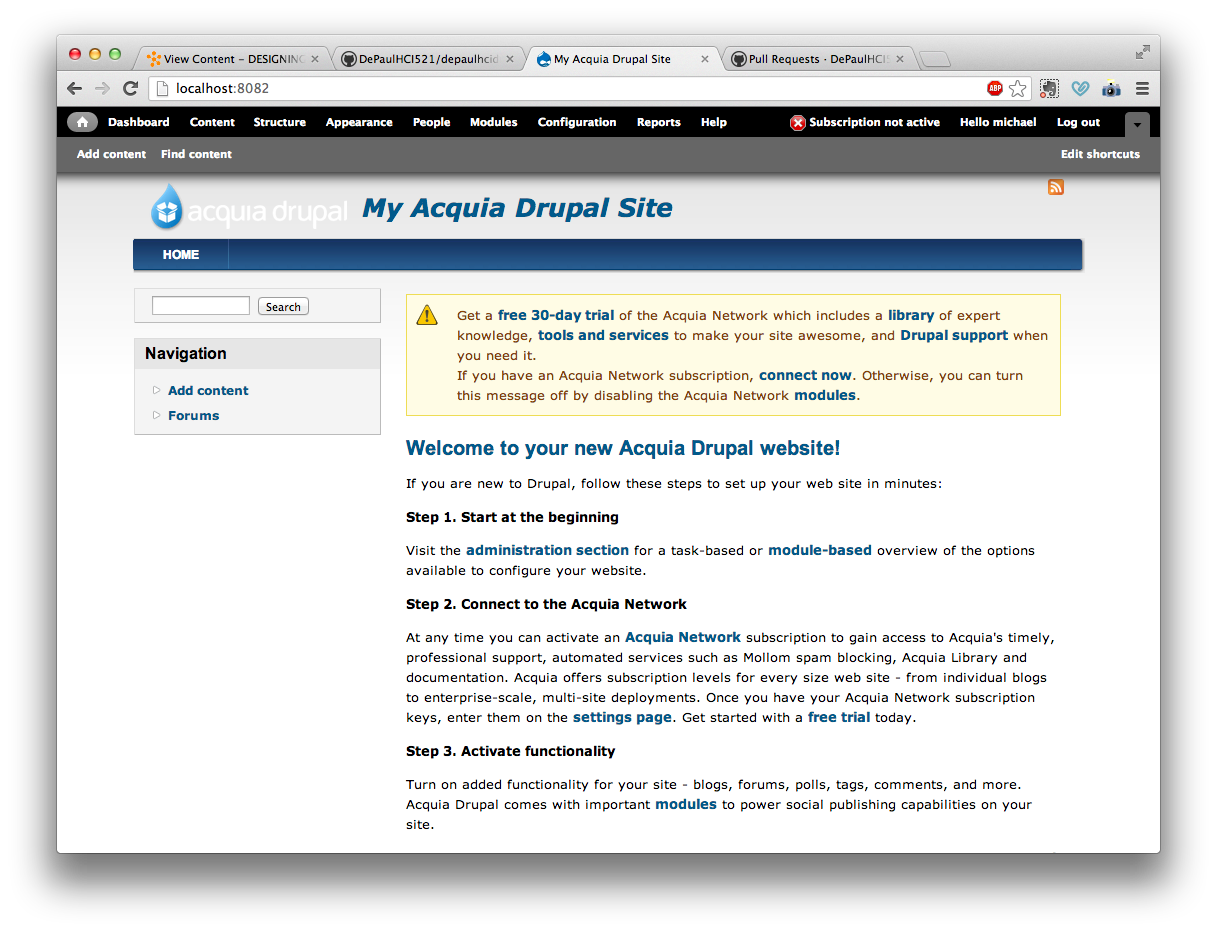 View Content – DESIGNING
DePaulHCI521/depaulhcid
My Acquia Drupal Site
Pull Requests · DePaulHCI5
localhost:8082
ABP
Dashboard Content Structure Appearance People Modules Configuration Reports Help Subscription not active Hello michael Log out
Add content Find content Edit shortcuts
acquia drupal My Acquia Drupal Site
HOME
Search
Navigation
Add content
Forums
Get a free 30-day trial of the Acquia Network which includes a library of expert
knowledge, tools and services to make your site awesome, and Drupal support when
you need it.
If you have an Acquia Network subscription, connect now. Otherwise, you can turn
this message off by disabling the Acquia Network modules.
Welcome to your new Acquia Drupal website!
If you are new to Drupal, follow these steps to set up your web site in minutes:
Step 1. Start at the beginning
Visit the administration section for a task-based or module-based overview of the options
available to configure your website.
Step 2. Connect to the Acquia Network
At any time you can activate an Acquia Network subscription to gain access to Acquia's timely,
professional support, automated services such as Mollom spam blocking, Acquia Library and
documentation. Acquia offers subscription levels for every size web site - from individual blogs
to enterprise-scale, multi-site deployments. Once you have your Acquia Network subscription
keys, enter them on the settings page. Get started with a free trial today.
Step 3. Activate functionality
Turn on added functionality for your site - blogs, forums, polls, tags, comments, and more.
Acquia Drupal comes with important modules to power social publishing capabilities on your
site.